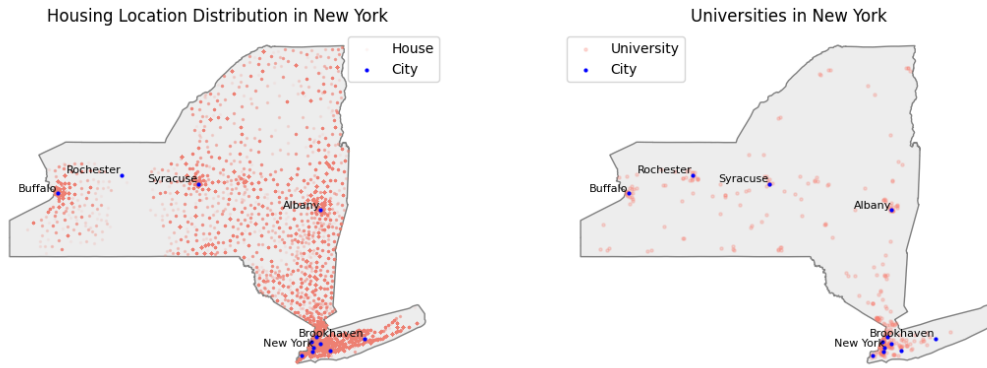 Housing Location Distribution in New York
House
City
Rochester
Syracuse
Buffalo
Albany
Brookhaven
New York
Universities in New York
University
City
Rochester
Syracuse
Buffalo
Albany
Brookhaven
New York